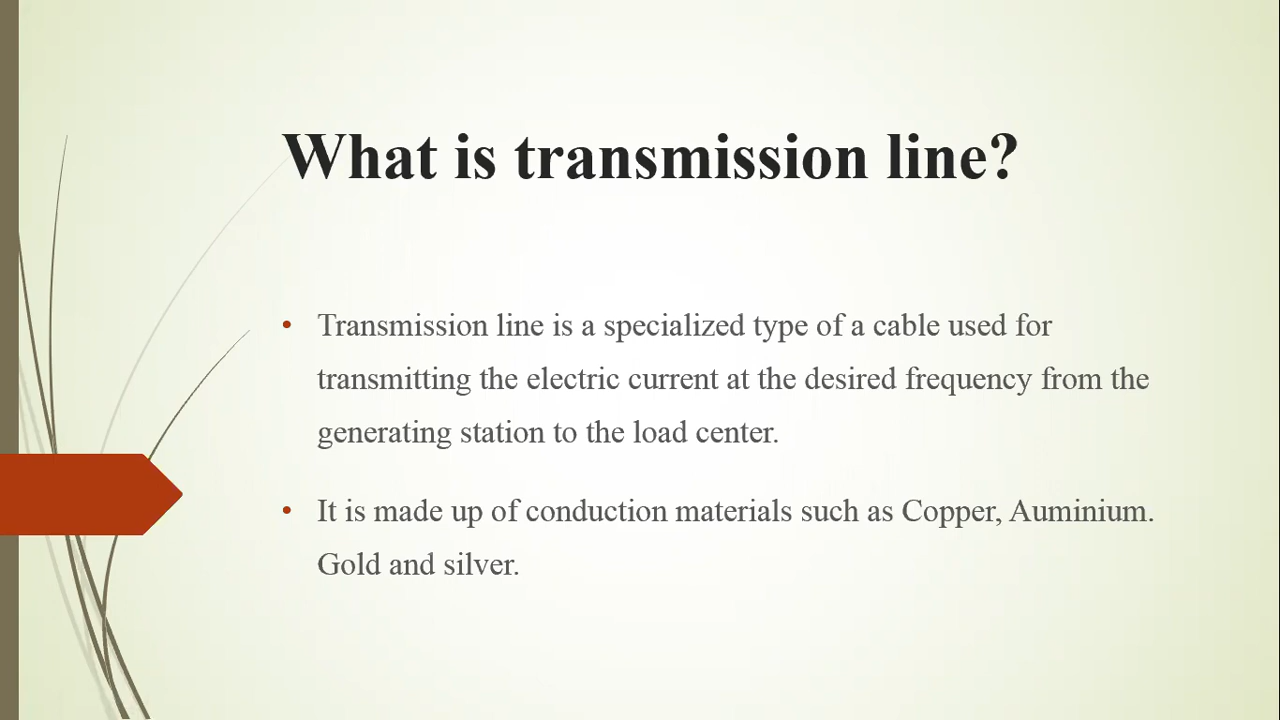 What is transmission line?
• Transmission line is a specialized type of a cable used for
transmitting the electric current at the desired frequency from the
generating station to the load center.
• It is made up of conduction materials such as Copper, Auminium.
Gold and silver.